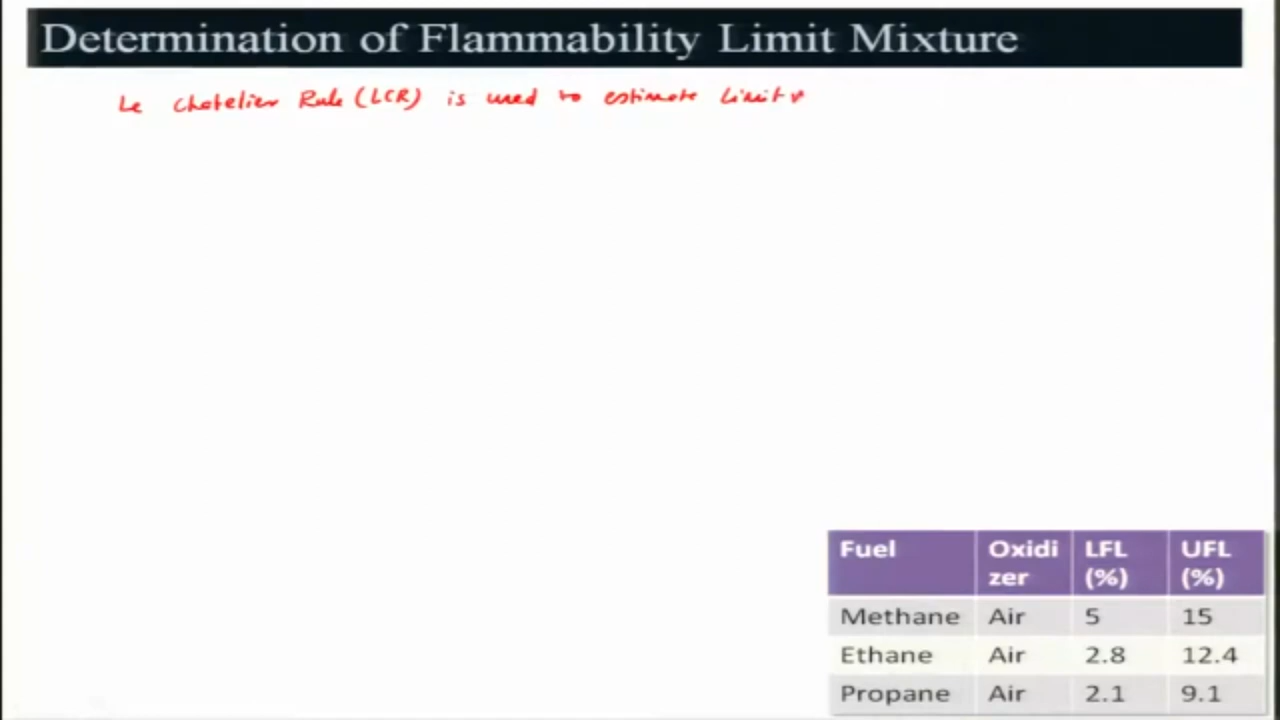 Determination of Flammability Limit Mixture
Le Chatelier Rule (LCR) is used to estimate Limit
Fuel Oxidizer LFL (%) UFL (%)
Methane Air 5 15
Ethane Air 2.8 12.4
Propane Air 2.1 9.1